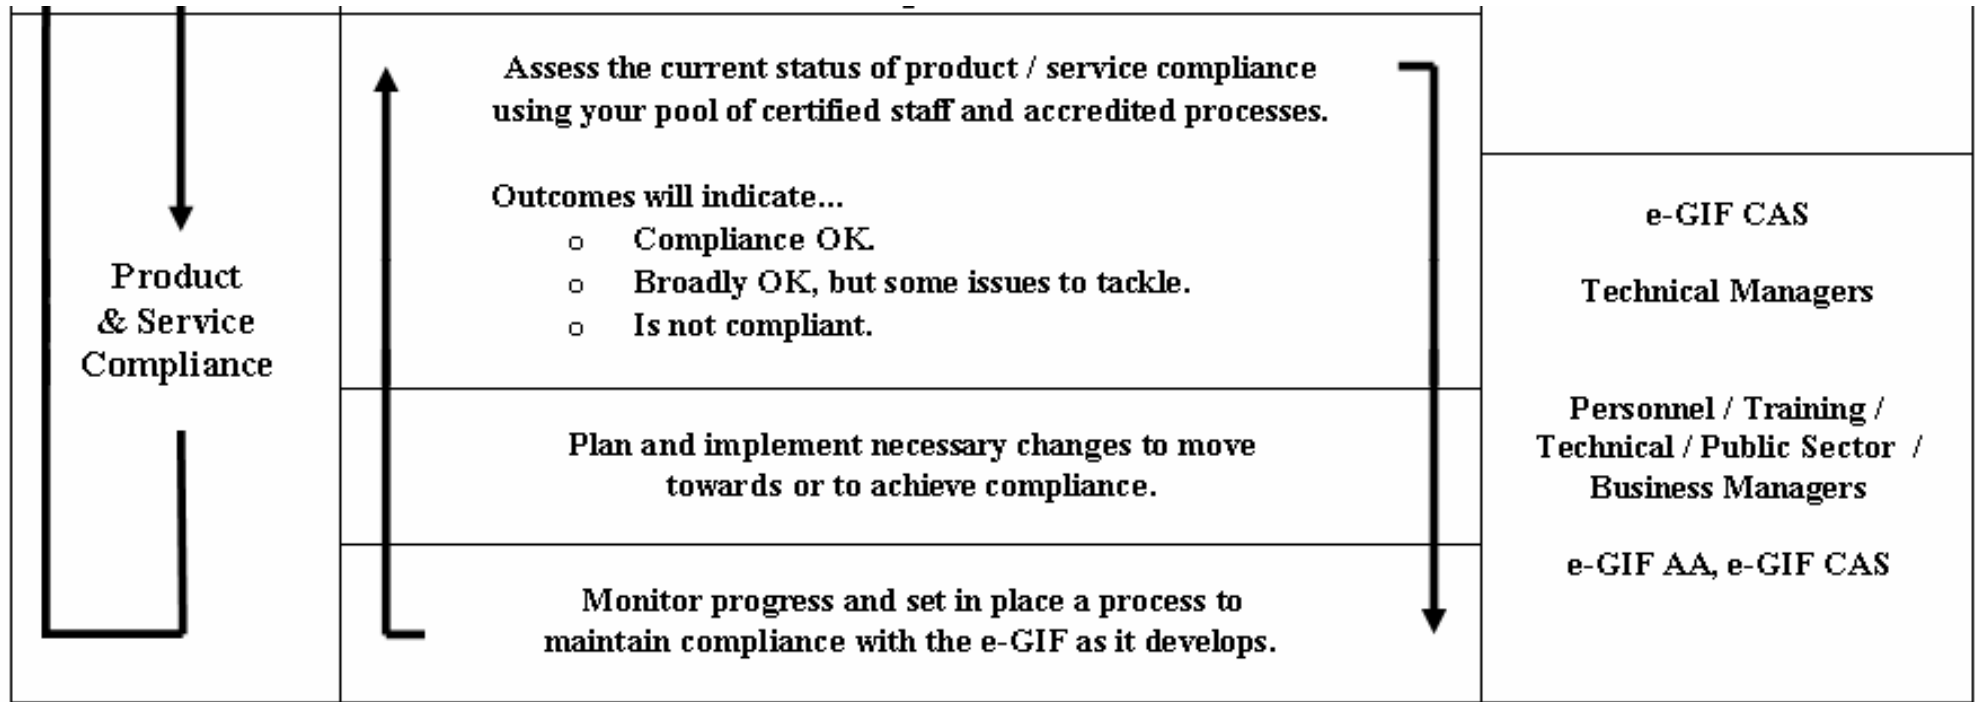 Product
& Service
Compliance
Assess the current status of product / service compliance
using your pool of certified staff and accredited processes.
Outcomes will indicate...
o Compliance OK.
o Broadly OK, but some issues to tackle.
o Is not compliant.
Plan and implement necessary changes to move
towards or to achieve compliance.
Monitor progress and set in place a process to
maintain compliance with the e-GIF as it develops.
e-GIF CAS
Technical Managers
Personnel / Training /
Technical / Public Sector /
Business Managers
e-GIF AA, e-GIF CAS